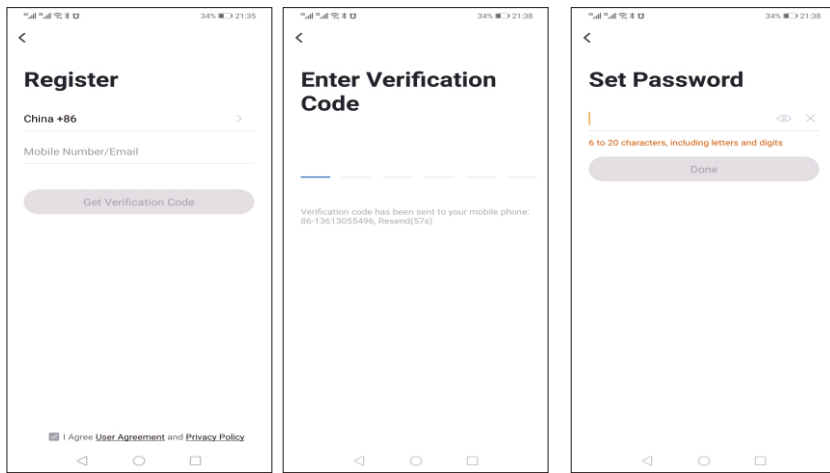 34% 21:35
Register
China +86
Mobile Number/Email
Get Verification Code
I Agree User Agreement and Privacy Policy
34% 21:38
Enter Verification
Code
Verification code has been sent to your mobile phone:
86-13613055496, Resend(57s)
34% 21:38
Set Password
6 to 20 characters, including letters and digits
Done